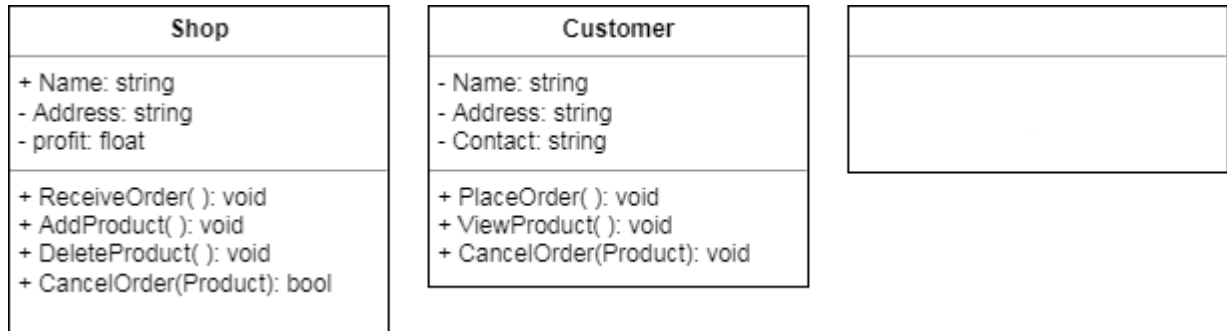 Shop
+ Name: string
- Address: string
- profit: float
+ ReceiveOrder( ): void
+ AddProduct( ): void
+ DeleteProduct( ): void
+ CancelOrder(Product): bool
Customer
- Name: string
- Address: string
- Contact: string
+ PlaceOrder( ): void
+ ViewProduct( ): void
+ CancelOrder(Product): void